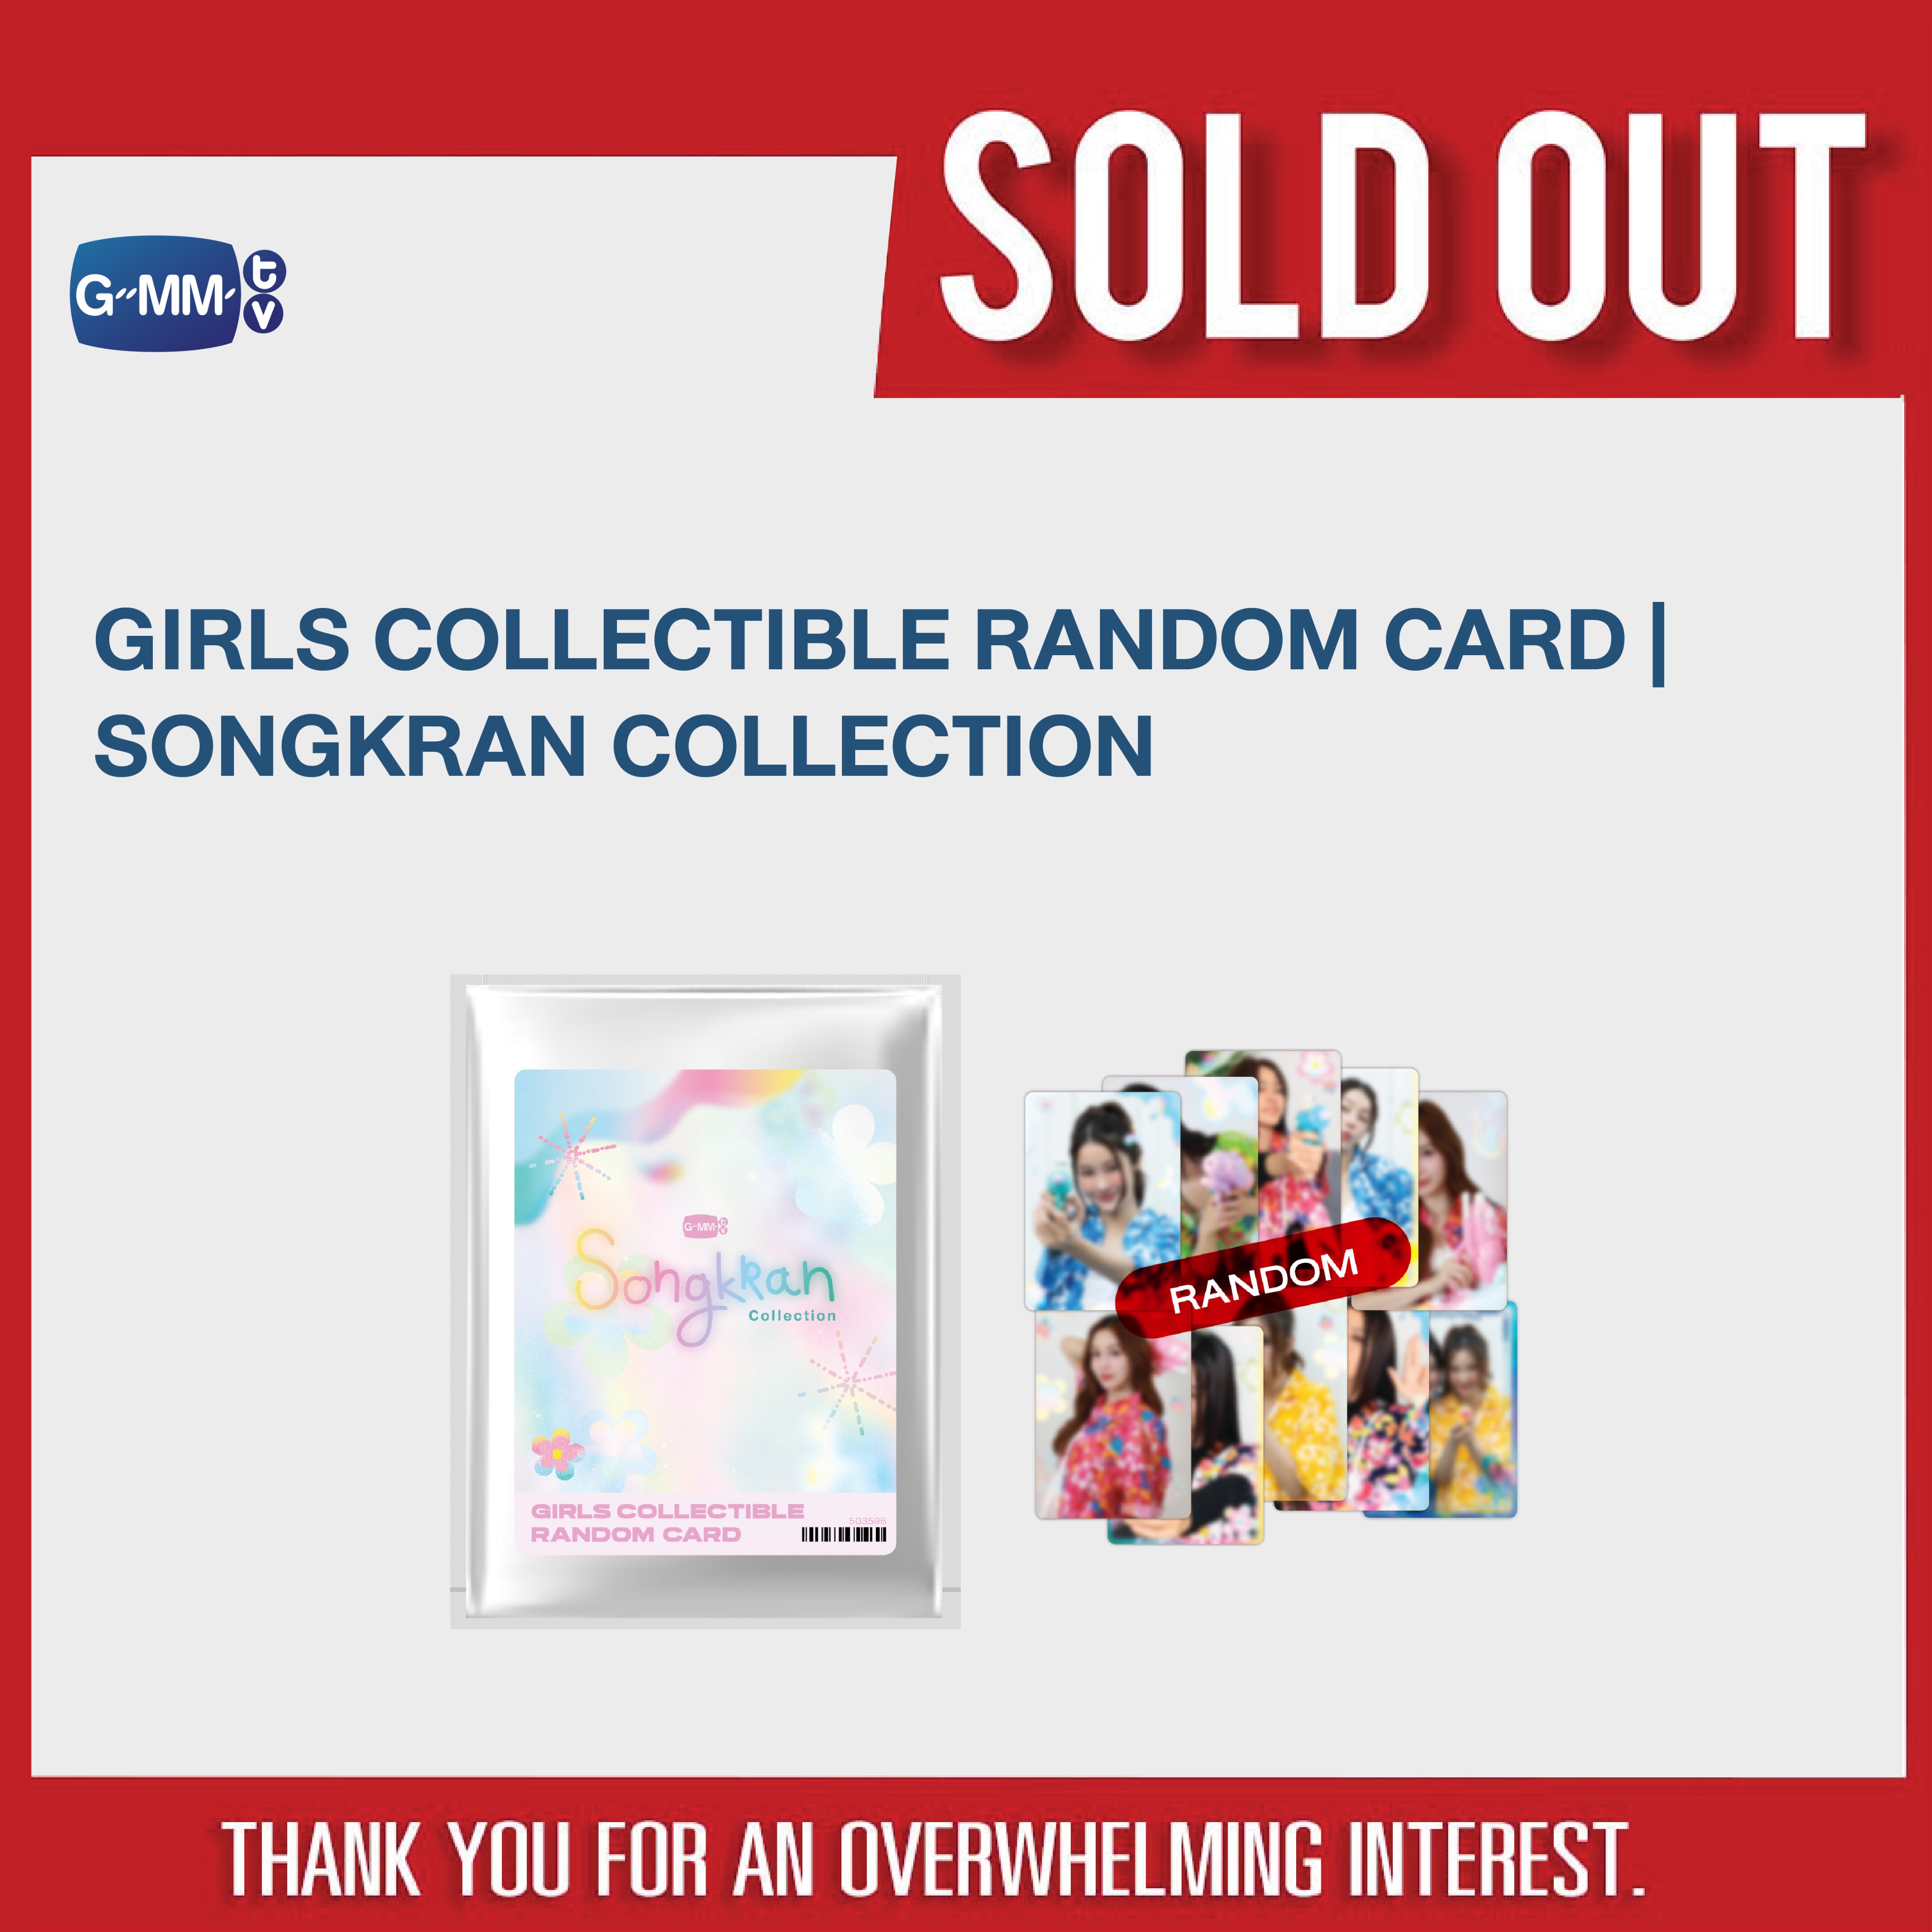 SOLD OUT
G-MM-tv
GIRLS COLLECTIBLE RANDOM CARD |
SONGKRAN COLLECTION
G-MM-tv
Songkran
Collection
RANDOM
GIRLS COLLECTIBLE
RANDOM CARD
503596
THANK YOU FOR AN OVERWHELMING INTEREST.